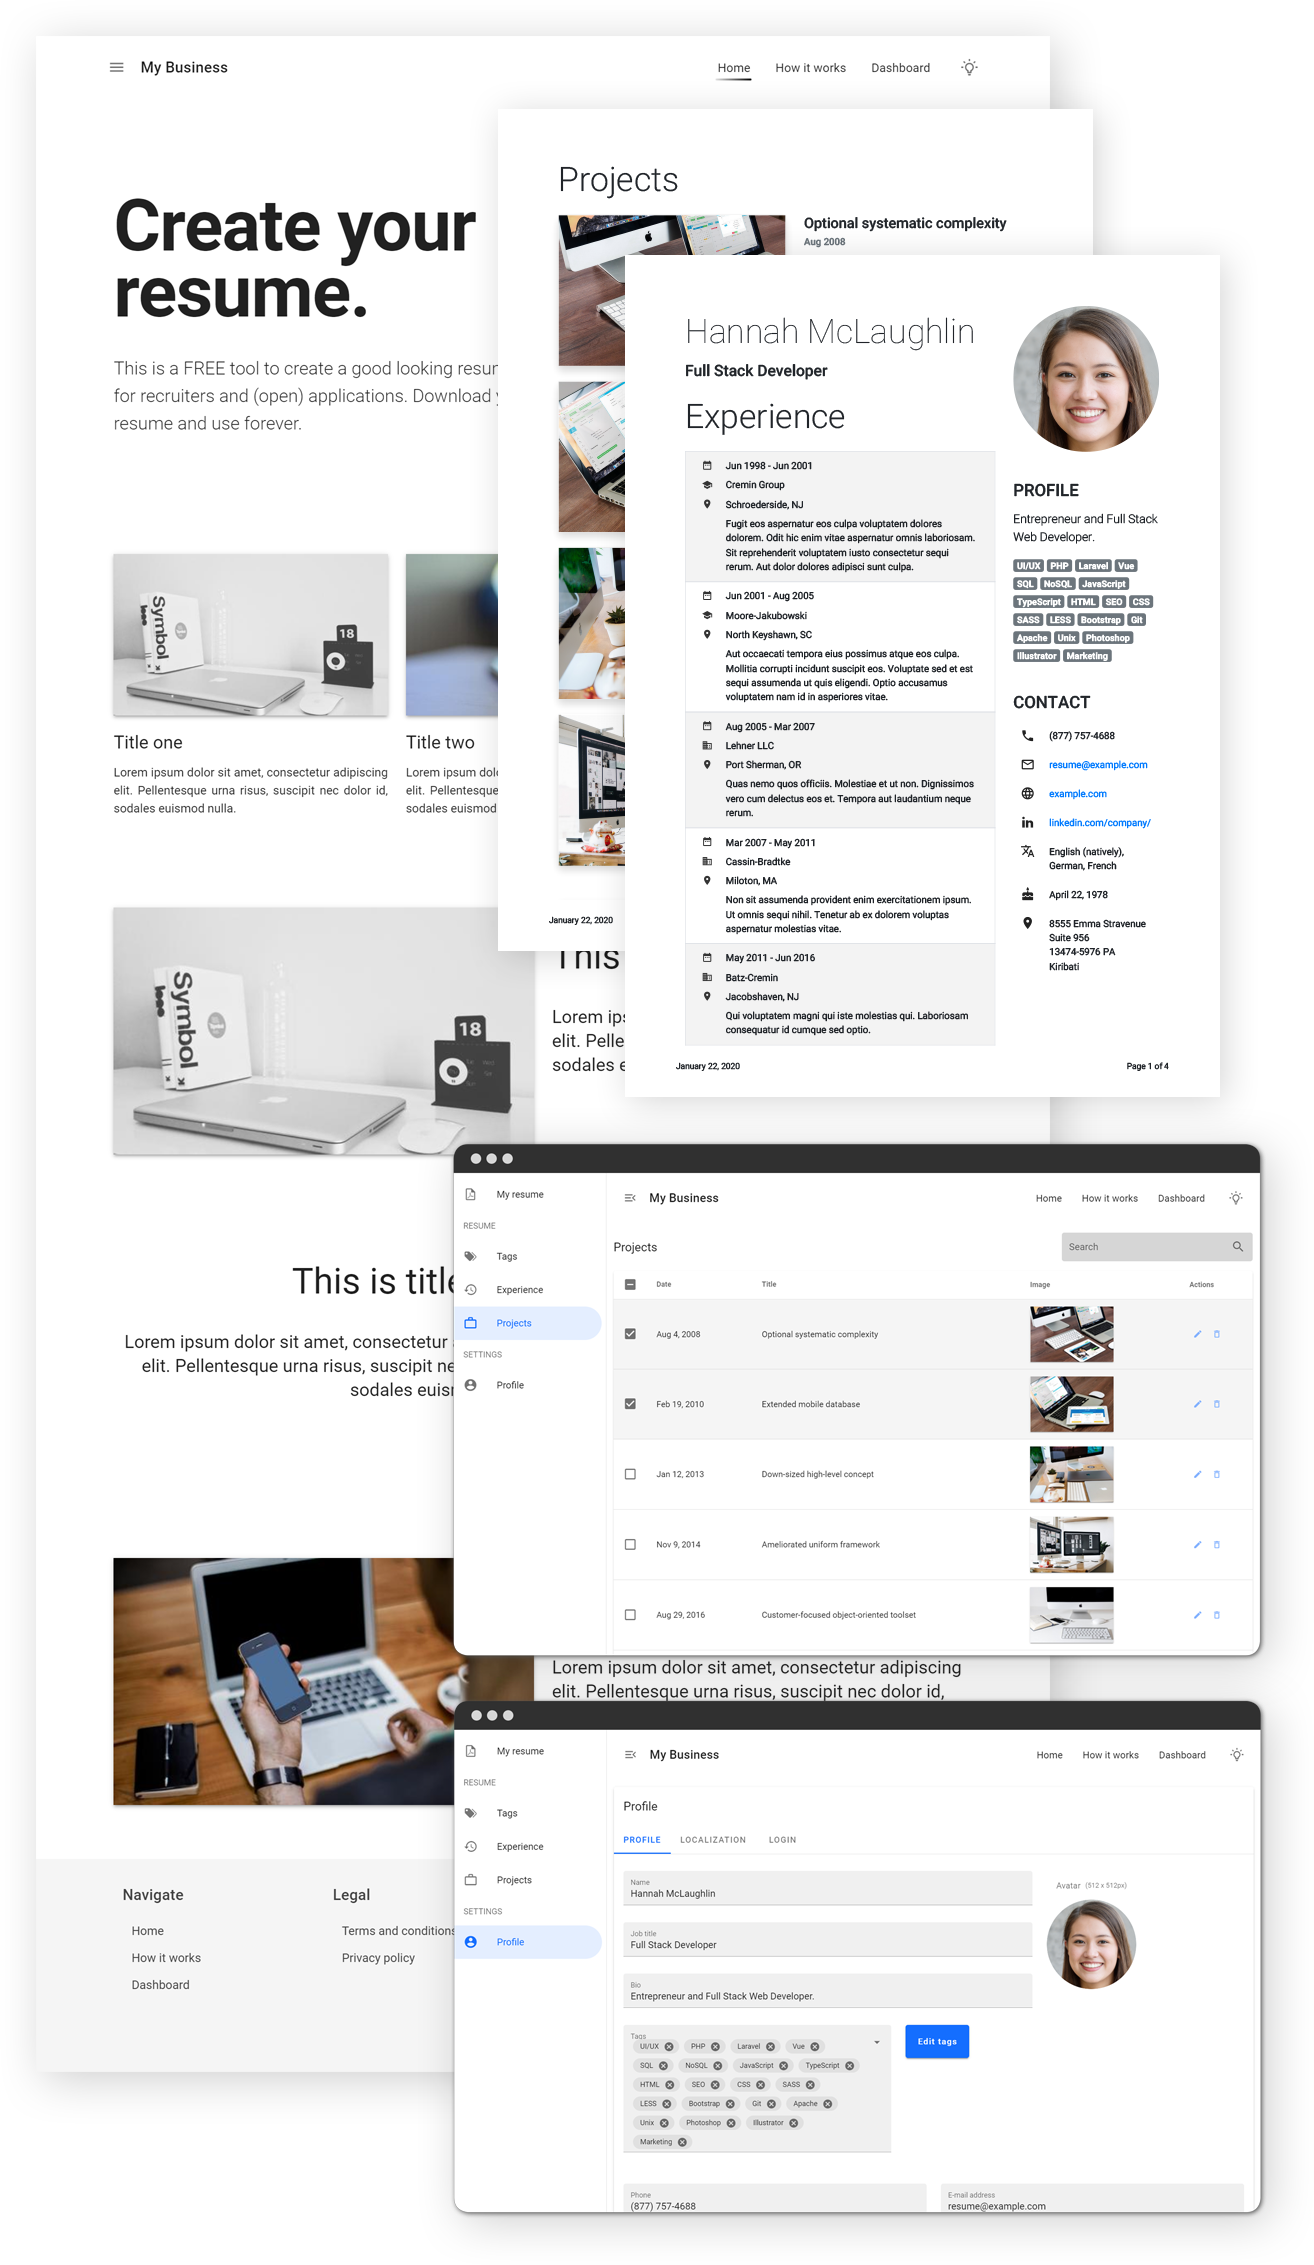 My Business
Home How it works Dashboard
Create your
resume.
This is a FREE tool to create a good looking
for recruiters and (open) applications. Download
resume and use forever.
Symbol
18
Title one
Lorem ipsum dolor sit amet, consectetur adipiscing
elit. Pellentesque urna risus, suscipit nec dolor id,
sodales euismod nulla.
Title two
Lorem ipsum
elit. Pellentesque
sodales euismod
Symbol
18
This
Lorem
elit.
sodales
This is
Lorem ipsum dolor sit amet, consectetur
elit. Pellentesque urna risus, suscipit
sodales
Lorem ipsum dolor sit amet, consectetur adipiscing
elit. Pellentesque urna risus, suscipit nec dolor id,
Navigate
Home
How it works
Dashboard
Legal
Terms and conditions
Privacy policy
Projects
Optional systematic complexity
Aug 2008
January 22, 2020
Hannah McLaughlin
Full Stack Developer
Experience
Jun 1998 - Jun 2001
Cremin Group
Schroederside, NJ
Fugit eos aspernatur eos culpa voluptatem dolores
dolorem. Odit hic enim vitae aspernatur omnis laboriosam.
Sit reprehenderit voluptatem iusto consectetur sequi
rerum. Aut dolor dolores adipisci sunt culpa.
Jun 2001 - Aug 2005
Moore-Jakubowski
North Keyshawn, SC
Aut occaecati tempora eius possimus atque eos culpa.
Mollitia corrupti incidunt suscipit eos. Voluptate sed et est
sequi assumenda ut quis eligendi. Optio accusamus
voluptatem nam id in asperiores vitae.
Aug 2005 - Mar 2007
Lehner LLC
Port Sherman, OR
Quas nemo quos officiis. Molestiae et ut non. Dignissimos
vero cum delectus eos et. Tempora aut laudantium neque
rerum.
Mar 2007 - May 2011
Cassin-Bradtke
Miloton, MA
Non sit assumenda provident enim exercitationem ipsum.
Ut omnis sequi nihil. Tenetur ab ex dolorem voluptas
aspernatur molestias vitae.
May 2011 - Jun 2016
Batz-Cremin
Jacobshaven, NJ
Qui voluptatem magni qui iste molestias qui. Laboriosam
consequatur id cumque sed optio.
PROFILE
Entrepreneur and Full Stack
Web Developer.
UI/UX PHP Laravel Vue
SQL NoSQL JavaScript
TypeScript HTML SEO CSS
SASS LESS Bootstrap Git
Apache Unix Photoshop
Illustrator Marketing
CONTACT
(877) 757-4688
resume@example.com
example.com
linkedin.com/company/
English (natively),
German, French
April 22, 1978
8555 Emma Stravenue
Suite 956
13474-5976 PA
Kiribati
January 22, 2020
Page 1 of 4
My resume
RESUME
Tags
Experience
Projects
SETTINGS
Profile
My Business
Home How it works Dashboard
Projects
Search
Date Title Image Actions
Aug 4, 2008 Optional systematic complexity
Feb 19, 2010 Extended mobile database
Jan 12, 2013 Down-sized high-level concept
Nov 9, 2014 Ameliorated uniform framework
Aug 29, 2016 Customer-focused object-oriented toolset
My resume
RESUME
Tags
Experience
Projects
SETTINGS
Profile
My Business
Home How it works Dashboard
Profile
PROFILE LOCALIZATION LOGIN
Name
Hannah McLaughlin
Job title
Full Stack Developer
Bio
Entrepreneur and Full Stack Web Developer.
Avatar (512 x 512px)
Tags
UI/UX PHP Laravel Vue
SQL NoSQL JavaScript TypeScript
HTML SEO CSS SASS
LESS Bootstrap Git Apache
Unix Photoshop Illustrator
Marketing
Edit tags
Phone
(877) 757-4688
E-mail address
resume@example.com